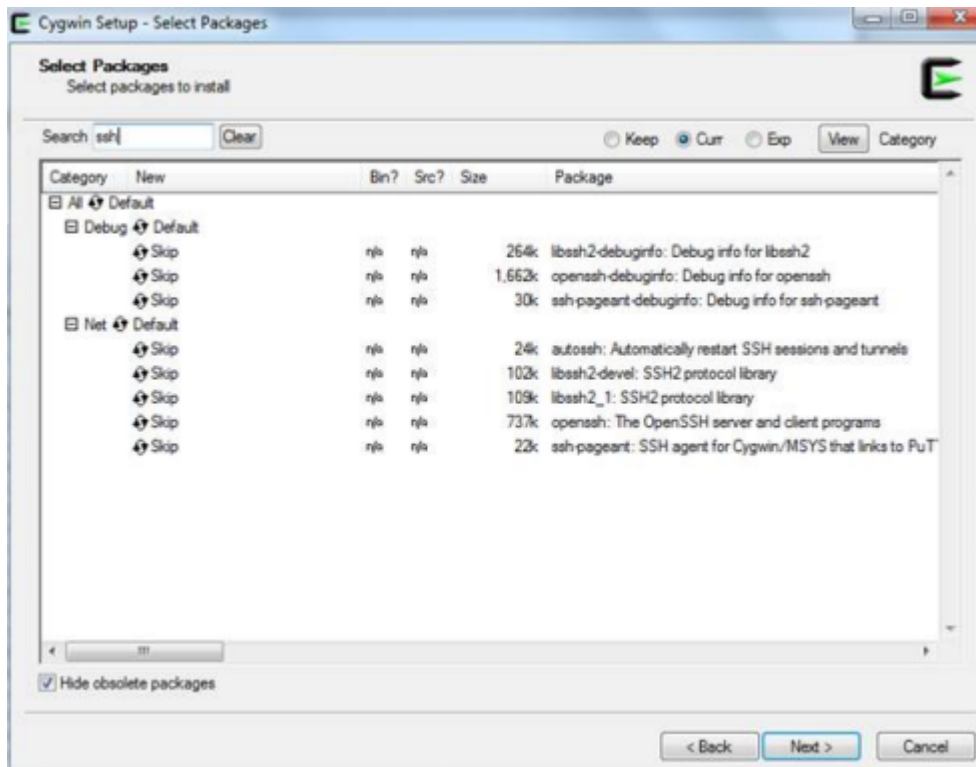 Cygwin Setup - Select Packages
Select Packages
Select packages to install
Search ssh Clear Keep Curr Exp View Category
Category New Bin? Src? Size Package
All Default
Debug Default
Skip n/a n/a 264k libssh2-debuginfo: Debug info for libssh2
Skip n/a n/a 1,662k openssh-debuginfo: Debug info for openssh
Skip n/a n/a 30k ssh-pageant-debuginfo: Debug info for ssh-pageant
Net Default
Skip n/a n/a 24k autossh: Automatically restart SSH sessions and tunnels
Skip n/a n/a 102k libssh2-devel: SSH2 protocol library
Skip n/a n/a 109k libssh2_1: SSH2 protocol library
Skip n/a n/a 737k openssh: The OpenSSH server and client programs
Skip n/a n/a 22k ssh-pageant: SSH agent for Cygwin/MSYS that links to PuT
Hide obsolete packages
< Back Next > Cancel